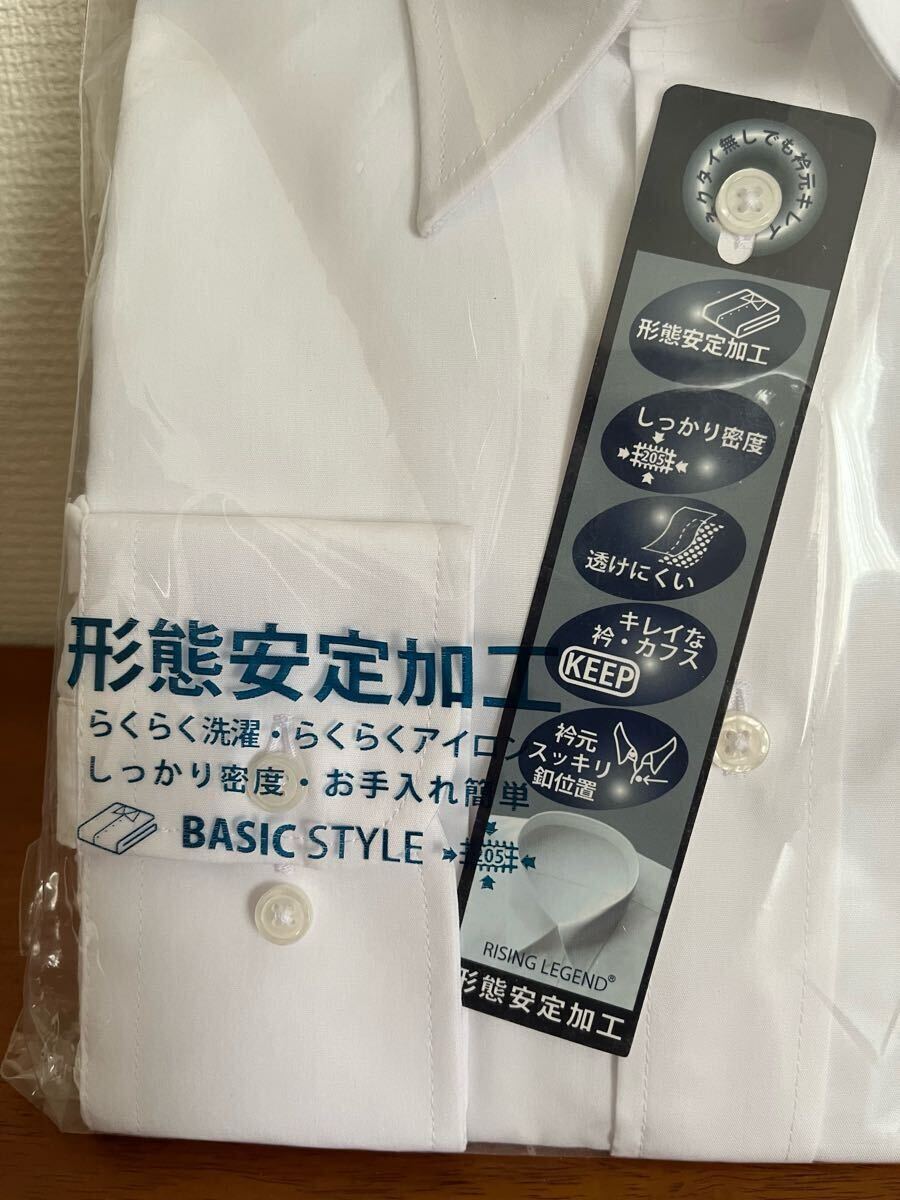 ネクタイ無しでも衿元キレイ
形態安定加工
しっかり密度
205
透けにくい
キレイな
衿・カフス
KEEP
衿元
スッキリ
釦位置
RISING LEGEND®
形態安定加工
形態安定加工
らくらく洗濯・らくらくアイロン
しっかり密度・お手入れ簡単
BASIC STYLE 205